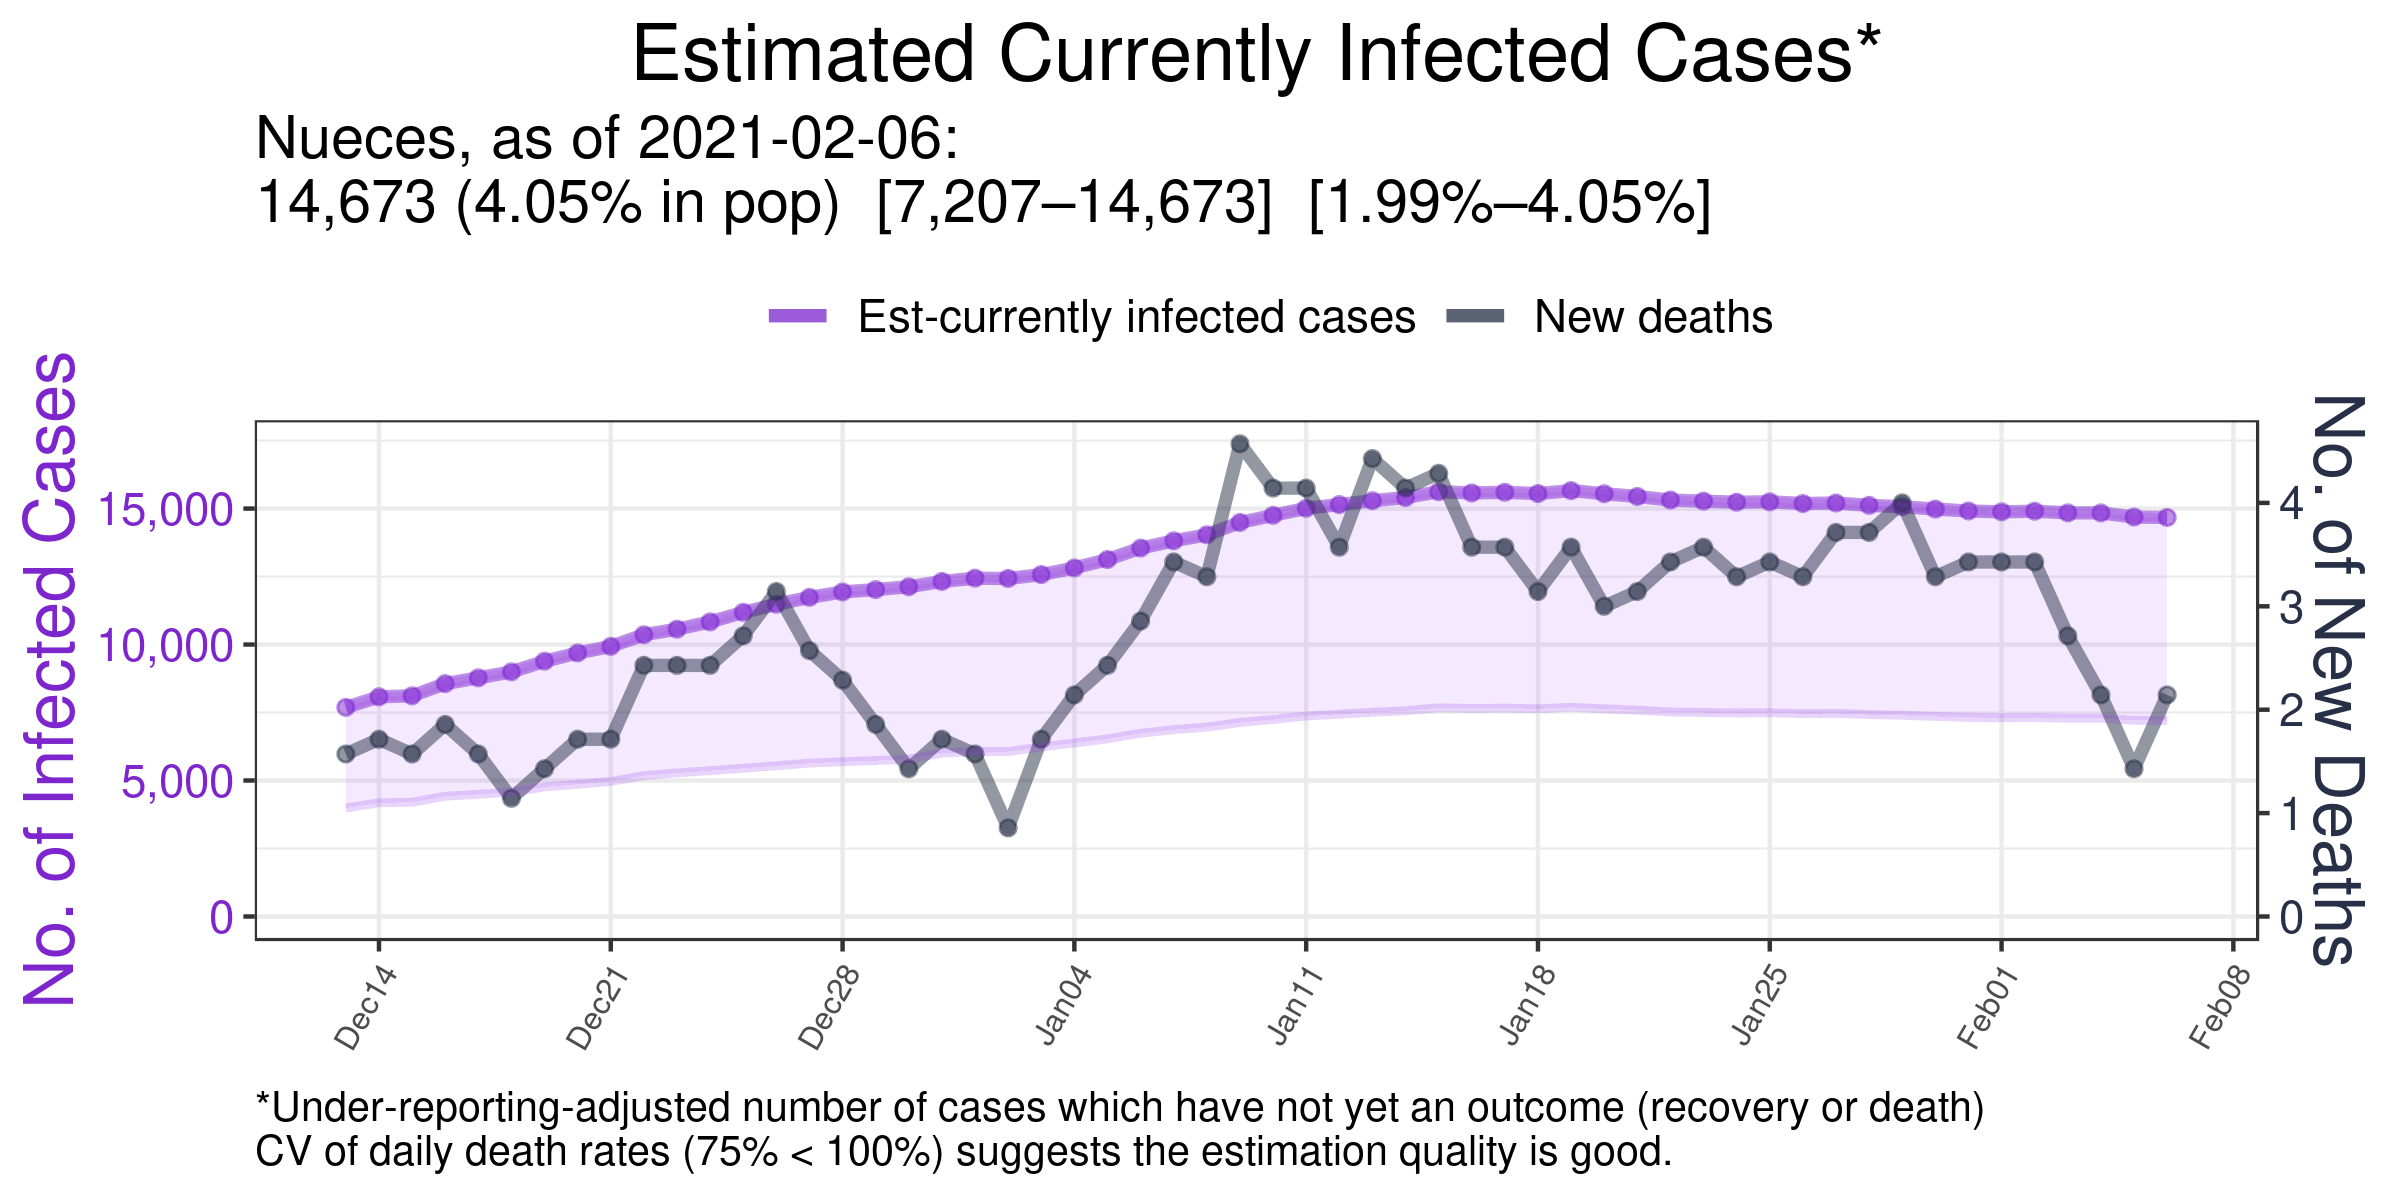 Estimated Currently Infected Cases*
Nueces, as of 2021-02-06:
14,673 (4.05% in pop)  [7,207–14,673]  [1.99%–4.05%]
Est-currently infected cases
New deaths
No. of Infected Cases
15,000
10,000
5,000
0
No. of New Deaths
4
3
2
1
0
Dec14
Dec21
Dec28
Jan04
Jan11
Jan18
Jan25
Feb01
Feb08
*Under-reporting-adjusted number of cases which have not yet an outcome (recovery or death)
CV of daily death rates (75% < 100%) suggests the estimation quality is good.